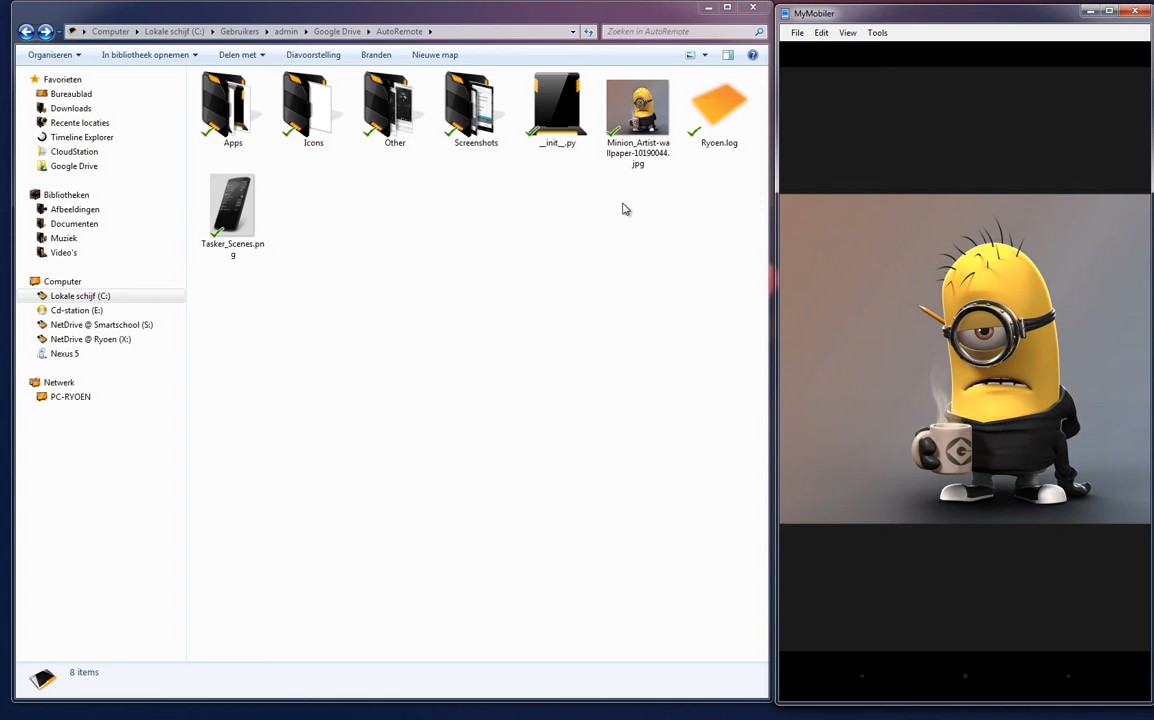 Computer
Lokale schijf (C:)
Gebruikers
admin
Google Drive
AutoRemote
Zoeken in AutoRemote
Organiseren
In bibliotheek opnemen
Delen met
Diavoorstelling
Branden
Nieuwe map
Favorieten
Bureaublad
Downloads
Recente locaties
Timeline Explorer
CloudStation
Google Drive
Bibliotheken
Afbeeldingen
Documenten
Muziek
Video's
Computer
Lokale schijf (C:)
Cd-station (E:)
NetDrive @ Smartschool (S:)
NetDrive @ Ryoen (X:)
Nexus 5
Netwerk
PC-RYOEN
Apps
Icons
Other
Screenshots
__init__.py
Minion_Artist-wa
llpaper-10190044.
jpg
Ryoen.log
Tasker_Scenes.pn
g
8 items
MyMobiler
File Edit View Tools
G